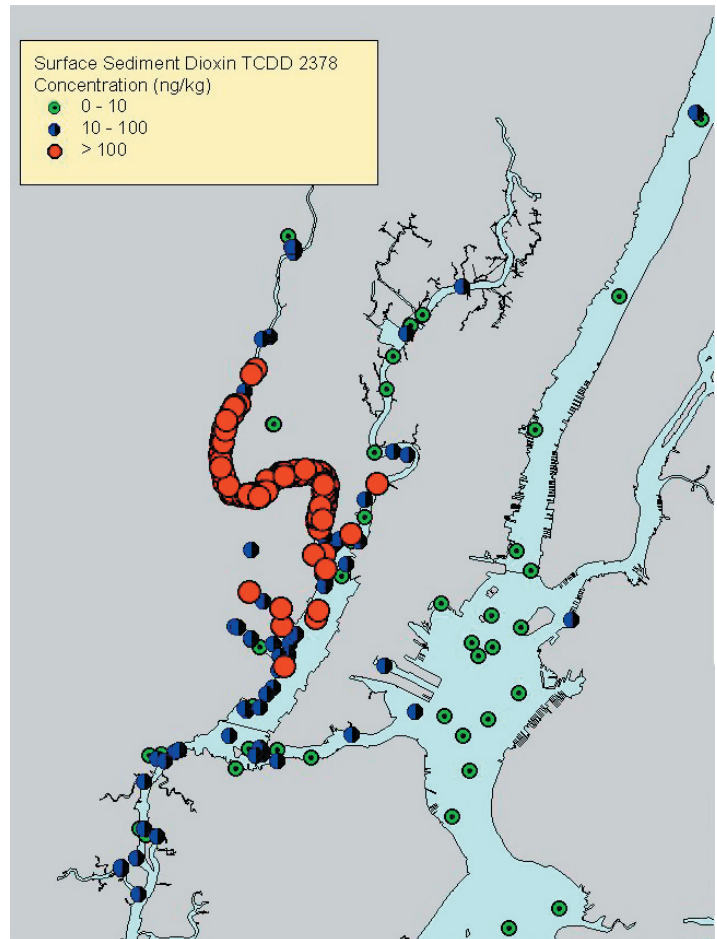 Surface Sediment Dioxin TCDD 2378
Concentration (ng/kg)
0 - 10
10 - 100
> 100